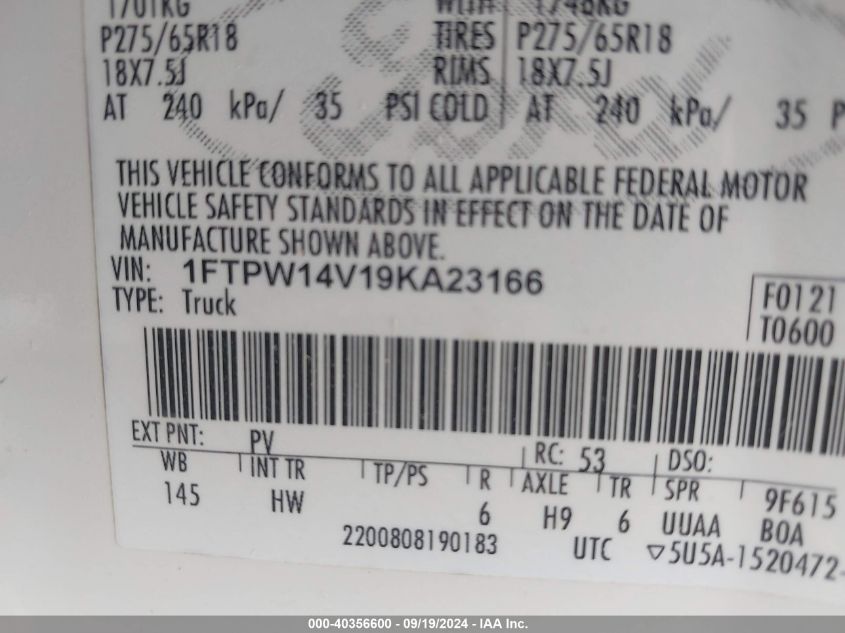 1701KG WITH 1746KG
P275/65R18 TIRES P275/65R18
18X7.5J RIMS 18X7.5J
AT 240 kPa/ 35 PSI COLD AT 240 kPa/ 35 P
THIS VEHICLE CONFORMS TO ALL APPLICABLE FEDERAL MOTOR
VEHICLE SAFETY STANDARDS IN EFFECT ON THE DATE OF
MANUFACTURE SHOWN ABOVE.
VIN: 1FTPW14V19KA23166
TYPE: Truck
F0121
T0600
EXT PNT: PV RC: 53 DSO:
WB INT TR TP/PS R AXLE TR SPR 9F615
145 HW 6 H9 6 UUAA B0A
2200808190183 UTC ▽5U5A-1520472-
000-40356600 - 09/19/2024 - IAA Inc.